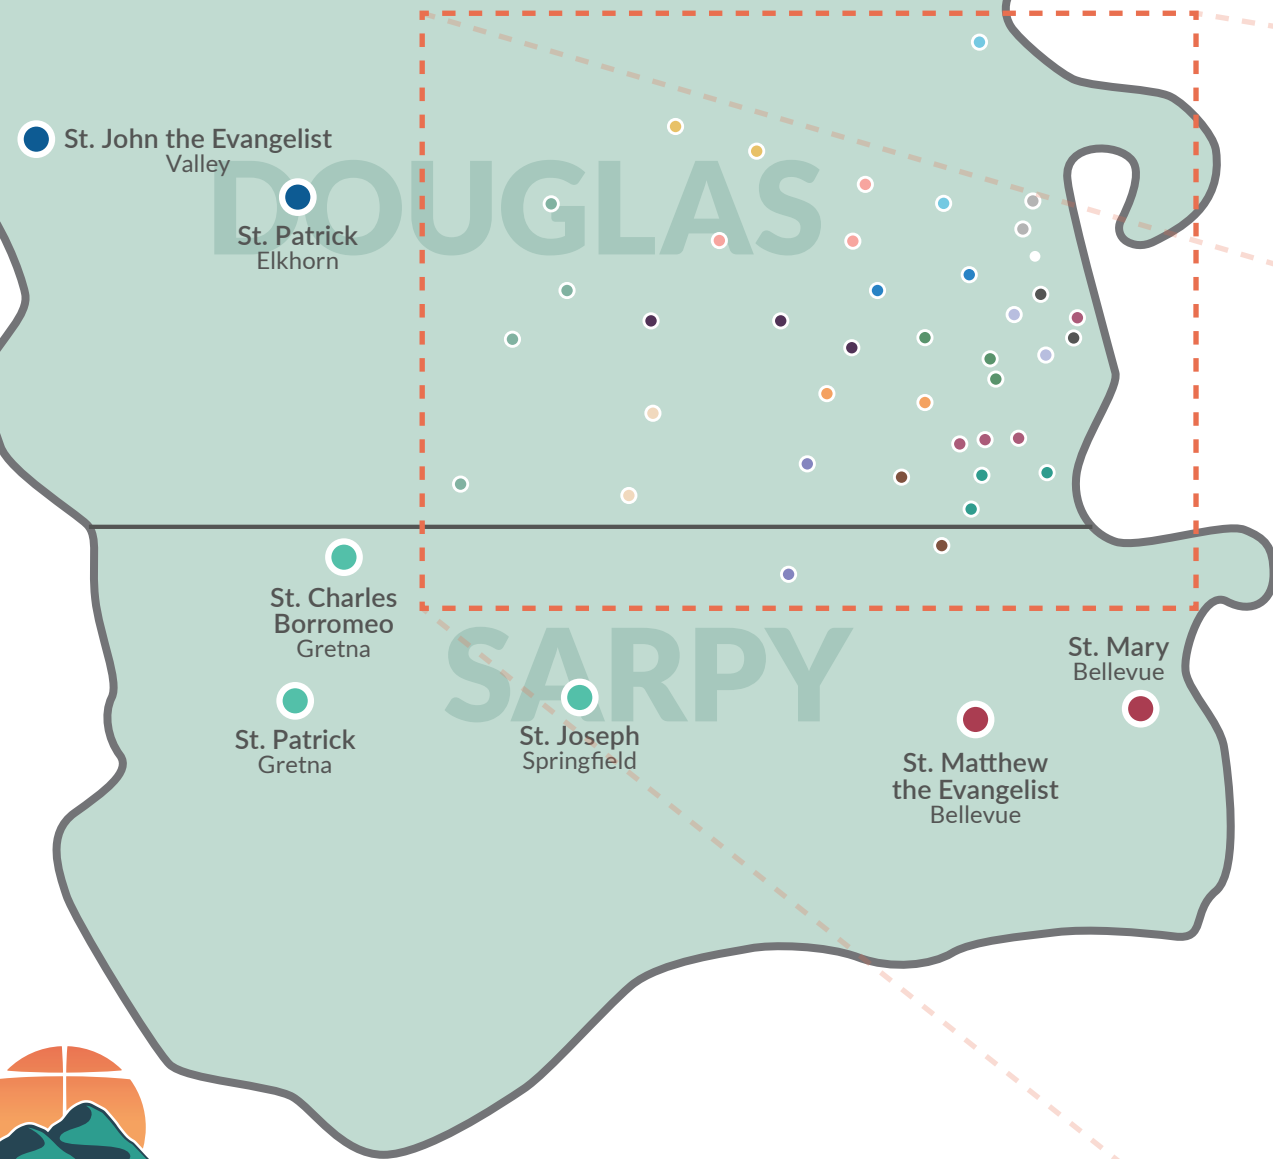 St. John the Evangelist
Valley
DOUGLAS
St. Patrick
Elkhorn
St. Charles
Borromeo
Gretna
SARPY
St. Mary
Bellevue
St. Patrick
Gretna
St. Joseph
Springfield
St. Matthew
the Evangelist
Bellevue